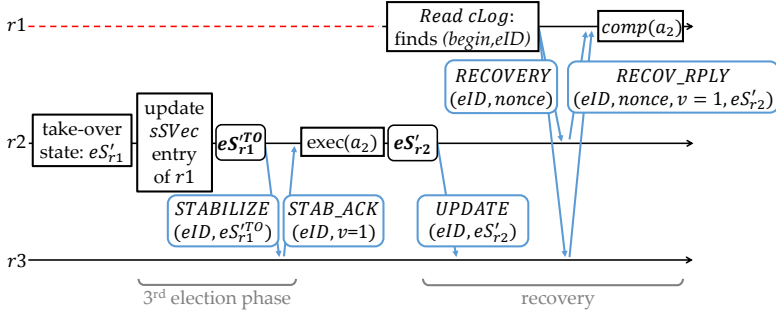 r1
Read cLog:
finds (begin,eID)
comp(a₂)
RECOVERY
(eID, nonce)
RECOV_RPLY
(eID, nonce, v = 1, eS′ᵣ₂)
r2
take-over
state: eS′ᵣ₁
update
sSVec
entry
of r1
eS′ᵀᴼᵣ₁
exec(a₂)
eS′ᵣ₂
STABILIZE
(eID, eS′ᵀᴼᵣ₁)
STAB_ACK
(eID, v=1)
UPDATE
(eID, eS′ᵣ₂)
r3
3ʳᵈ election phase
recovery